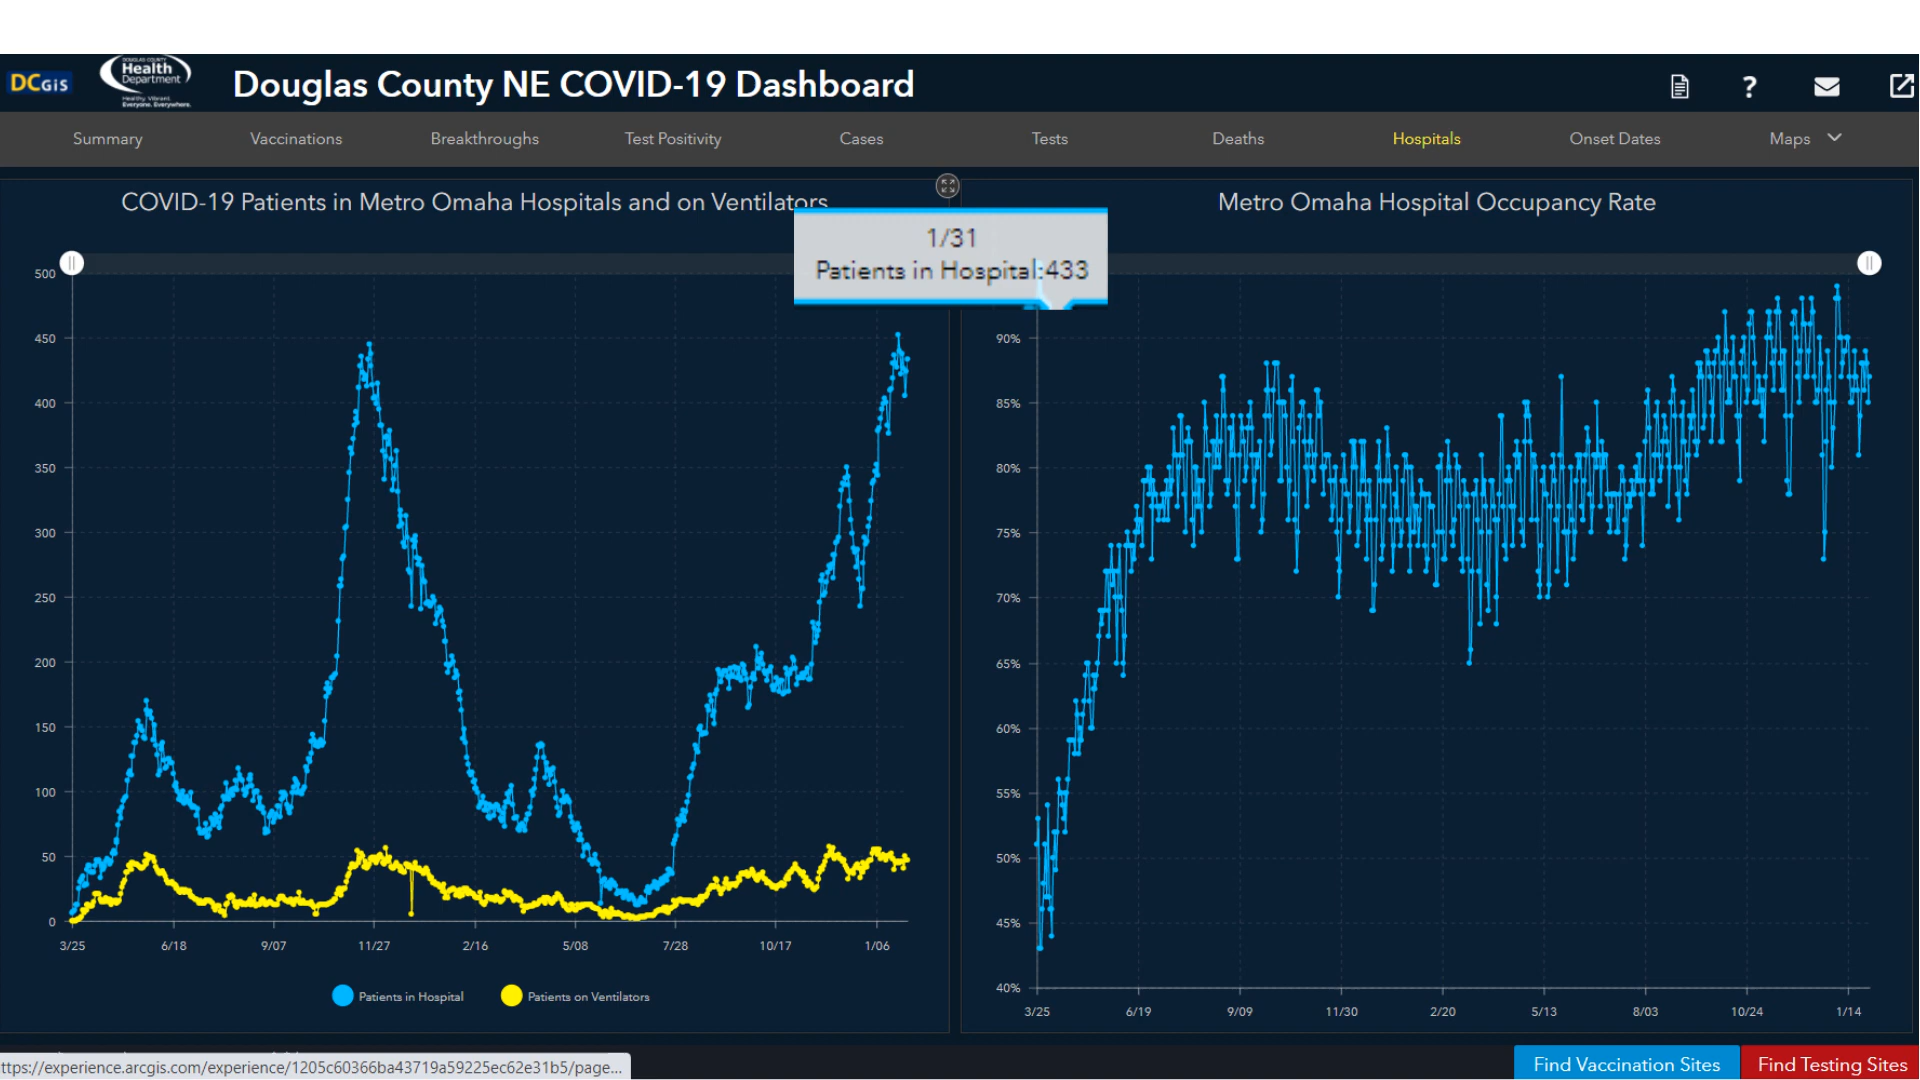 DCGIS
DOUGLAS COUNTY
Health
Department
Healthy. Vibrant.
Everyone. Everywhere.
Douglas County NE COVID-19 Dashboard
?
Summary
Vaccinations
Breakthroughs
Test Positivity
Cases
Tests
Deaths
Hospitals
Onset Dates
Maps
COVID-19 Patients in Metro Omaha Hospitals and on Ventilators
1/31
Patients in Hospital:433
500
450
400
350
300
250
200
150
100
50
0
3/25
6/18
9/07
11/27
2/16
5/08
7/28
10/17
1/06
Patients in Hospital
Patients on Ventilators
Metro Omaha Hospital Occupancy Rate
90%
85%
80%
75%
70%
65%
60%
55%
50%
45%
40%
3/25
6/19
9/09
11/30
2/20
5/13
8/03
10/24
1/14
ttps://experience.arcgis.com/experience/1205c60366ba43719a59225ec62e31b5/page...
Find Vaccination Sites
Find Testing Sites